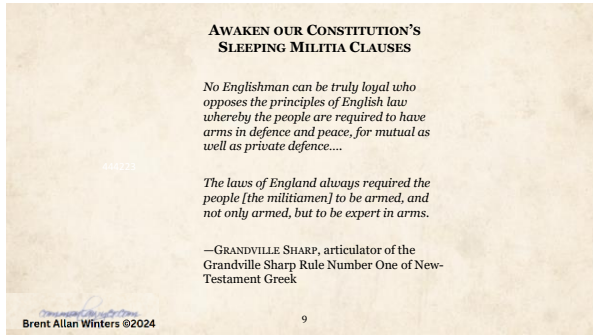 AWAKEN OUR CONSTITUTION'S
SLEEPING MILITIA CLAUSES
No Englishman can be truly loyal who
opposes the principles of English law
whereby the people are required to have
arms in defence and peace, for mutual as
well as private defence....
The laws of England always required the
people [the militiamen] to be armed, and
not only armed, but to be expert in arms.
—GRANDVILLE SHARP, articulator of the
Grandville Sharp Rule Number One of New-
Testament Greek
commonlawyer.com
Brent Allan Winters ©2024
9